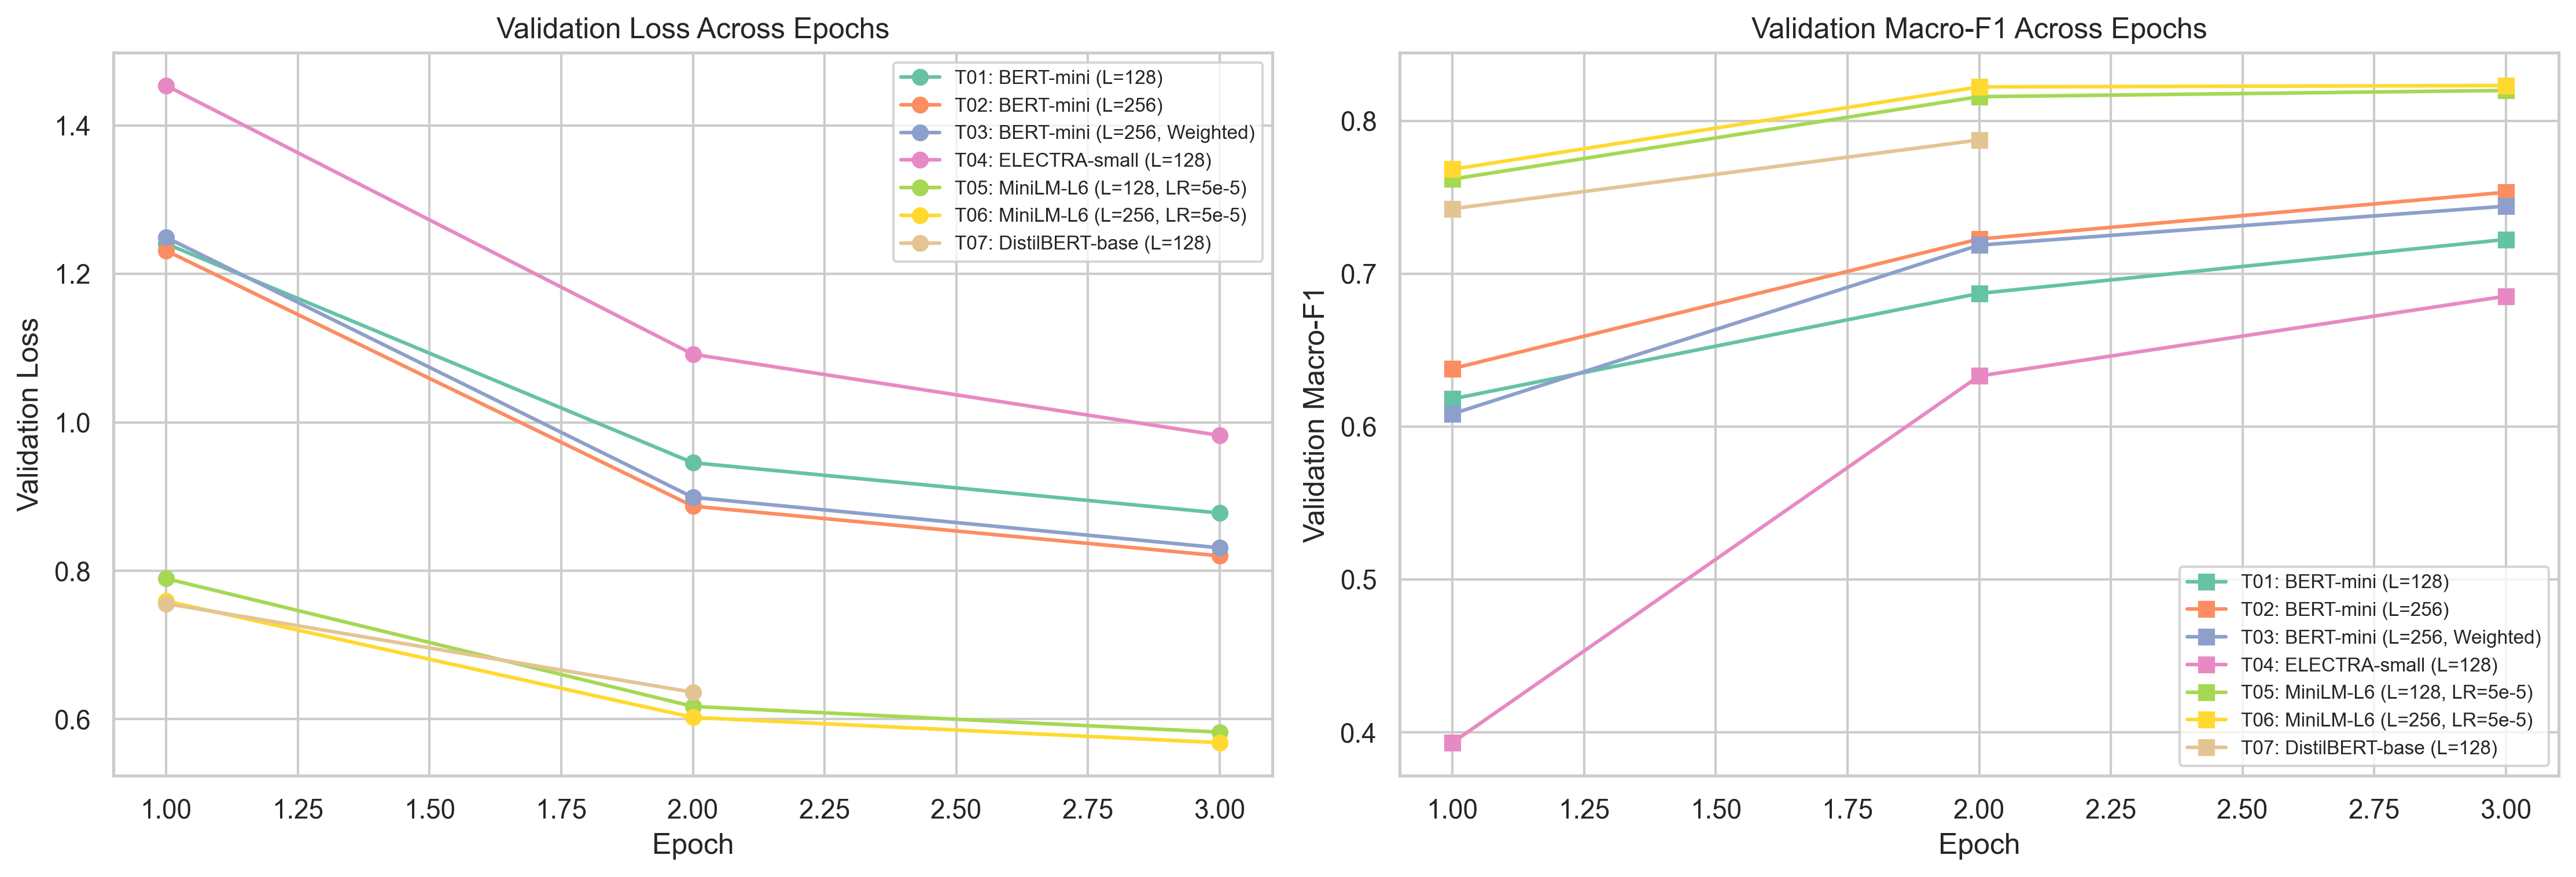 Validation Loss Across Epochs
Validation Loss
1.4
1.2
1.0
0.8
0.6
T01: BERT-mini (L=128)
T02: BERT-mini (L=256)
T03: BERT-mini (L=256, Weighted)
T04: ELECTRA-small (L=128)
T05: MiniLM-L6 (L=128, LR=5e-5)
T06: MiniLM-L6 (L=256, LR=5e-5)
T07: DistilBERT-base (L=128)
1.00 1.25 1.50 1.75 2.00 2.25 2.50 2.75 3.00
Epoch
Validation Macro-F1 Across Epochs
Validation Macro-F1
0.8
0.7
0.6
0.5
0.4
T01: BERT-mini (L=128)
T02: BERT-mini (L=256)
T03: BERT-mini (L=256, Weighted)
T04: ELECTRA-small (L=128)
T05: MiniLM-L6 (L=128, LR=5e-5)
T06: MiniLM-L6 (L=256, LR=5e-5)
T07: DistilBERT-base (L=128)
1.00 1.25 1.50 1.75 2.00 2.25 2.50 2.75 3.00
Epoch